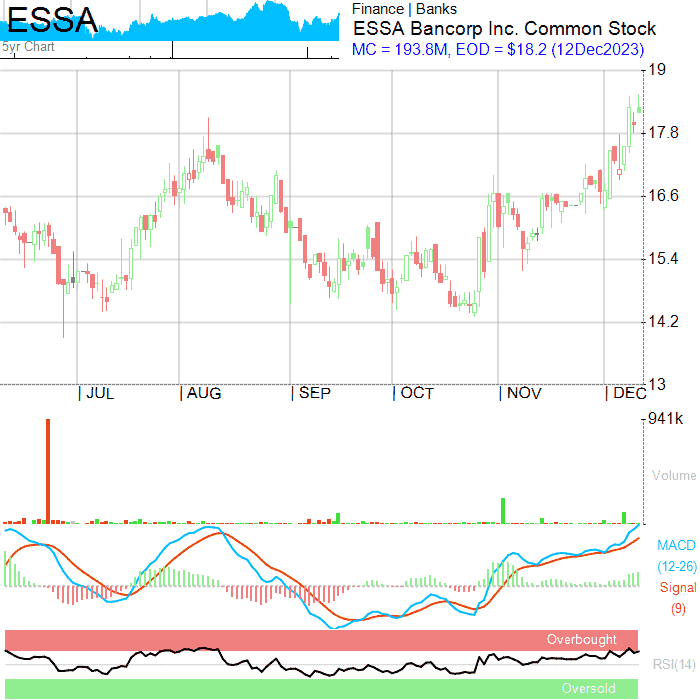 ESSA
5yr Chart
Finance | Banks
ESSA Bancorp Inc. Common Stock
MC = 193.8M, EOD = $18.2 (12Dec2023)
19
17.8
16.6
15.4
14.2
13
| JUL | AUG | SEP | OCT | NOV | DEC
941k
Volume
MACD
(12-26)
Signal
(9)
Overbought
RSI(14)
Oversold